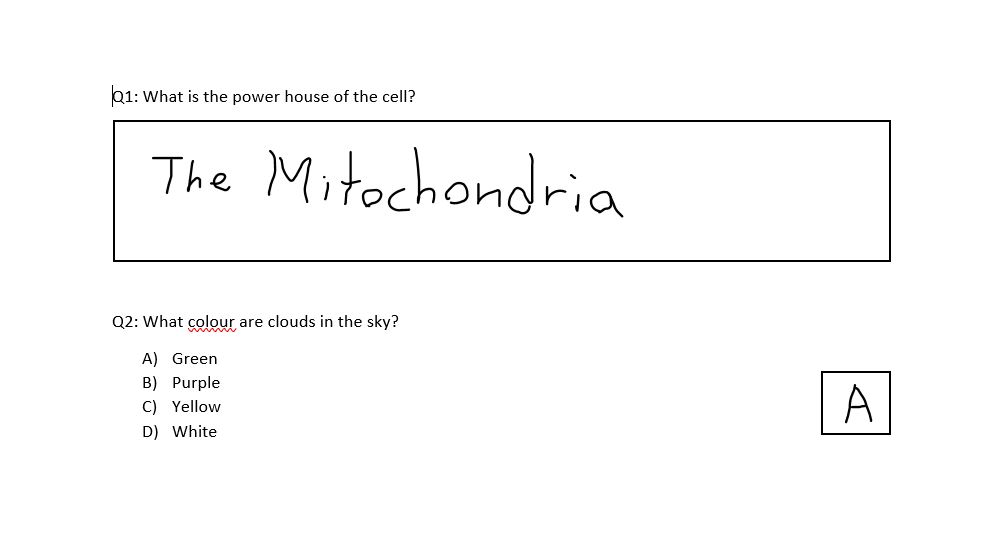 Q1: What is the power house of the cell?
The Mitochondria
Q2: What colour are clouds in the sky?
A) Green
B) Purple
C) Yellow
D) White
A